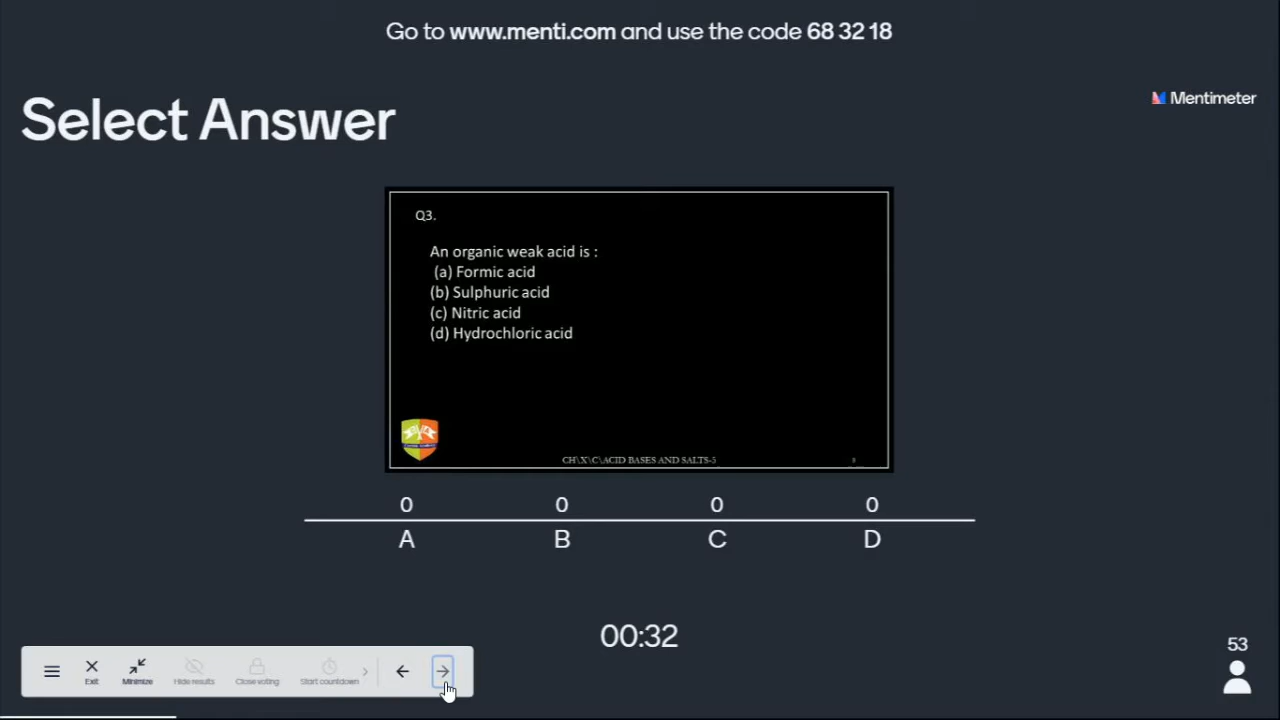 Go to www.menti.com and use the code 68 32 18
Mentimeter
Select Answer
Q3.
An organic weak acid is :
(a) Formic acid
(b) Sulphuric acid
(c) Nitric acid
(d) Hydrochloric acid
CH\X\C\ACID BASES AND SALTS-5
0 0 0 0
A B C D
00:32
53
Exit Minimize Hide results Close voting Start countdown